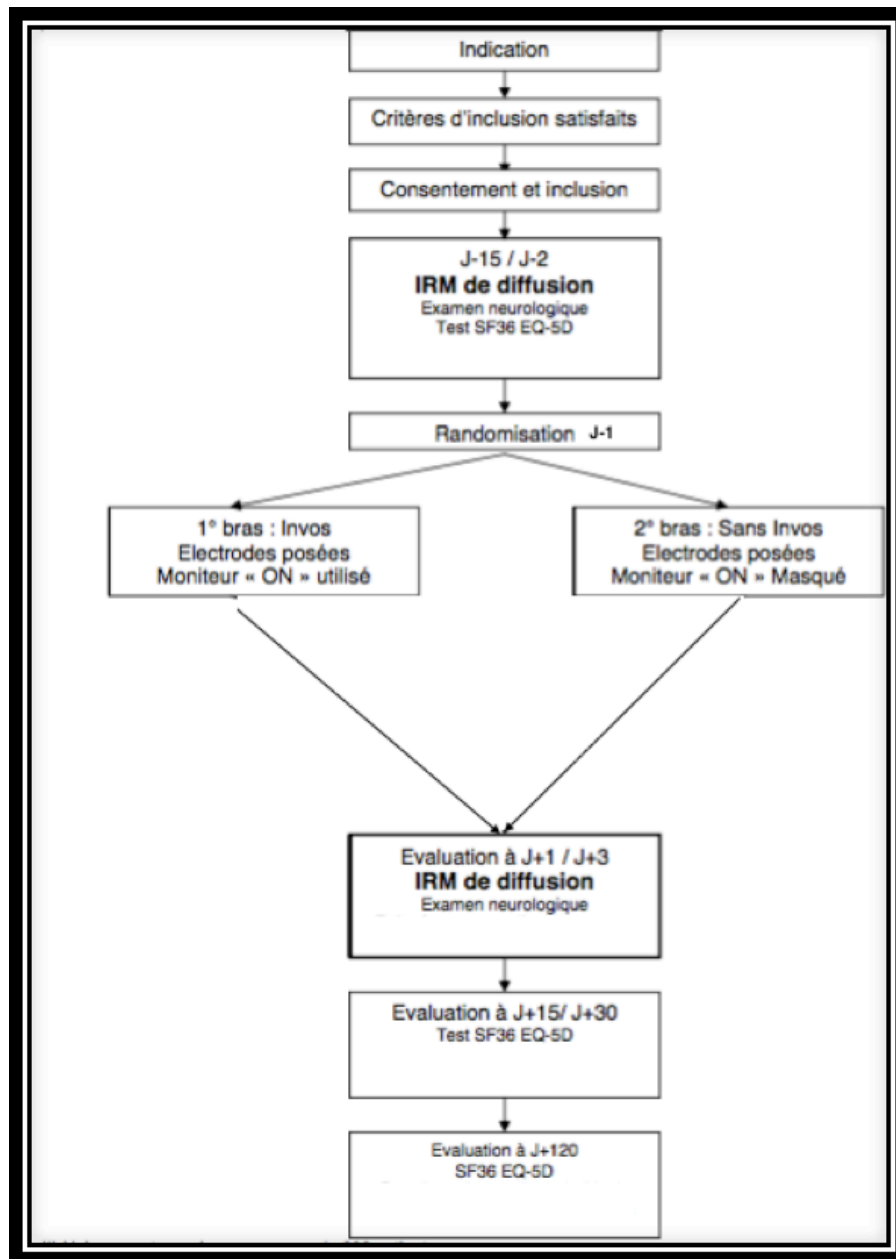 Indication
Critères d'inclusion satisfaits
Consentement et inclusion
J-15 / J-2
IRM de diffusion
Examen neurologique
Test SF36 EQ-5D
Randomisation J-1
1° bras : Invos
Electrodes posées
Moniteur « ON » utilisé
2° bras : Sans Invos
Electrodes posées
Moniteur « ON » Masqué
Evaluation à J+1 / J+3
IRM de diffusion
Examen neurologique
Evaluation à J+15/ J+30
Test SF36 EQ-5D
Evaluation à J+120
SF36 EQ-5D